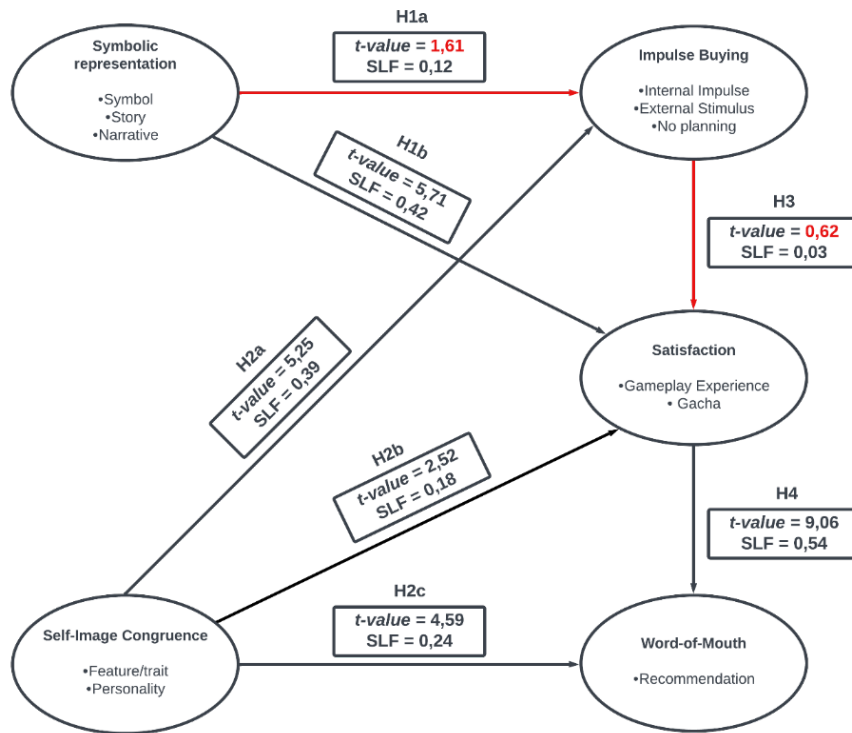 H1a
t-value = 1,61
SLF = 0,12
Symbolic
representation
•Symbol
•Story
•Narrative
Impulse Buying
•Internal Impulse
•External Stimulus
•No planning
H1b
t-value = 5,71
SLF = 0,42
H3
t-value = 0,62
SLF = 0,03
H2a
t-value = 5,25
SLF = 0,39
Satisfaction
•Gameplay Experience
• Gacha
H2b
t-value = 2,52
SLF = 0,18
H4
t-value = 9,06
SLF = 0,54
H2c
t-value = 4,59
SLF = 0,24
Self-Image Congruence
•Feature/trait
•Personality
Word-of-Mouth
•Recommendation